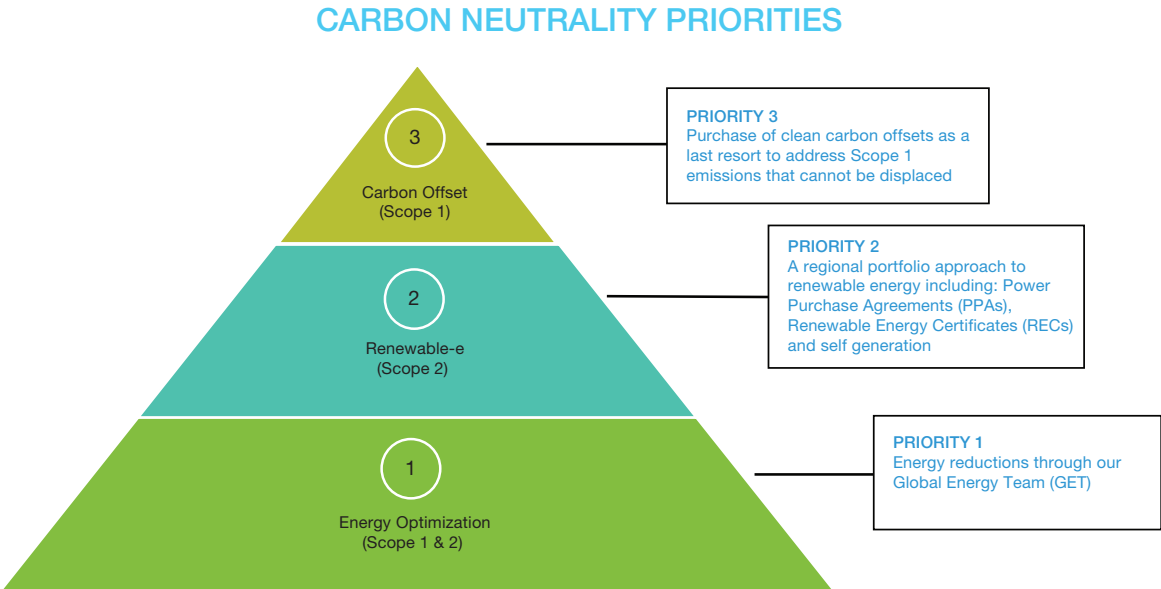 CARBON NEUTRALITY PRIORITIES
3
Carbon Offset
(Scope 1)
PRIORITY 3
Purchase of clean carbon offsets as a
last resort to address Scope 1
emissions that cannot be displaced
2
Renewable-e
(Scope 2)
PRIORITY 2
A regional portfolio approach to
renewable energy including: Power
Purchase Agreements (PPAs),
Renewable Energy Certificates (RECs)
and self generation
1
Energy Optimization
(Scope 1 & 2)
PRIORITY 1
Energy reductions through our
Global Energy Team (GET)